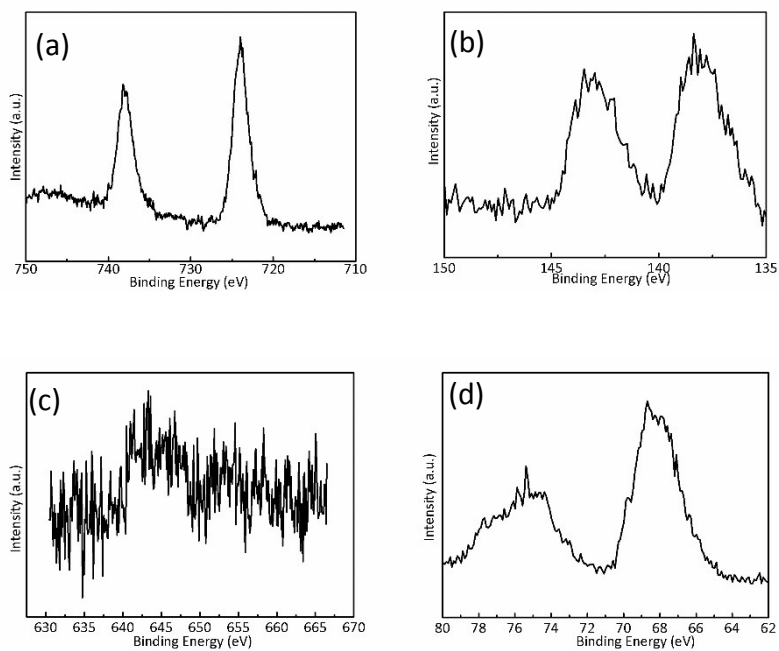 (a)
Intensity (a.u.)
750 740 730 720 710
Binding Energy (eV)
(b)
Intensity (a.u.)
150 145 140 135
Binding Energy (eV)
(c)
Intensity (a.u.)
630 635 640 645 650 655 660 665 670
Binding Energy (eV)
(d)
Intensity (a.u.)
80 78 76 74 72 70 68 66 64 62
Binding Energy (eV)